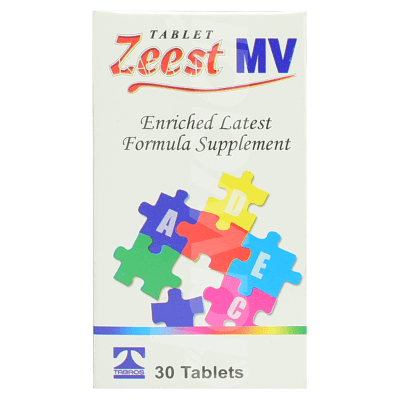 TABLET
Zeest MV
Enriched Latest
Formula Supplement
D
A
E
C
TABROS
30 Tablets